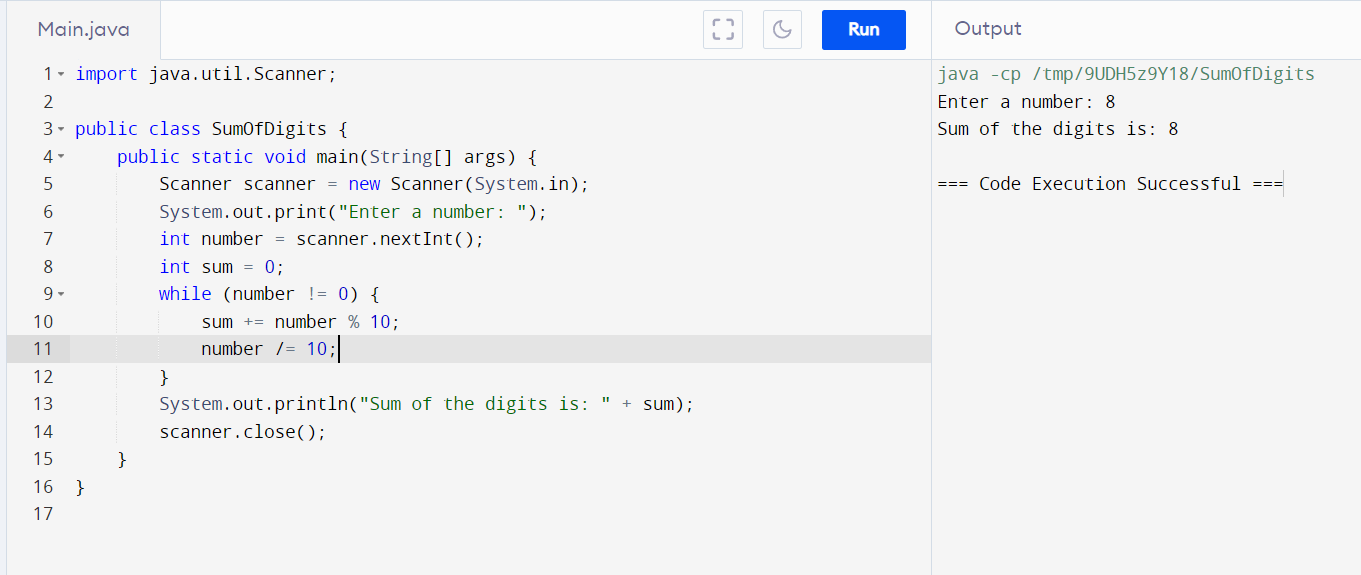 Main.java
Run
Output
1 import java.util.Scanner;
2
3 public class SumOfDigits {
4     public static void main(String[] args) {
5         Scanner scanner = new Scanner(System.in);
6         System.out.print("Enter a number: ");
7         int number = scanner.nextInt();
8         int sum = 0;
9         while (number != 0) {
10             sum += number % 10;
11             number /= 10;
12         }
13         System.out.println("Sum of the digits is: " + sum);
14         scanner.close();
15     }
16 }
17
java -cp /tmp/9UDH5z9Y18/SumOfDigits
Enter a number: 8
Sum of the digits is: 8
=== Code Execution Successful ===